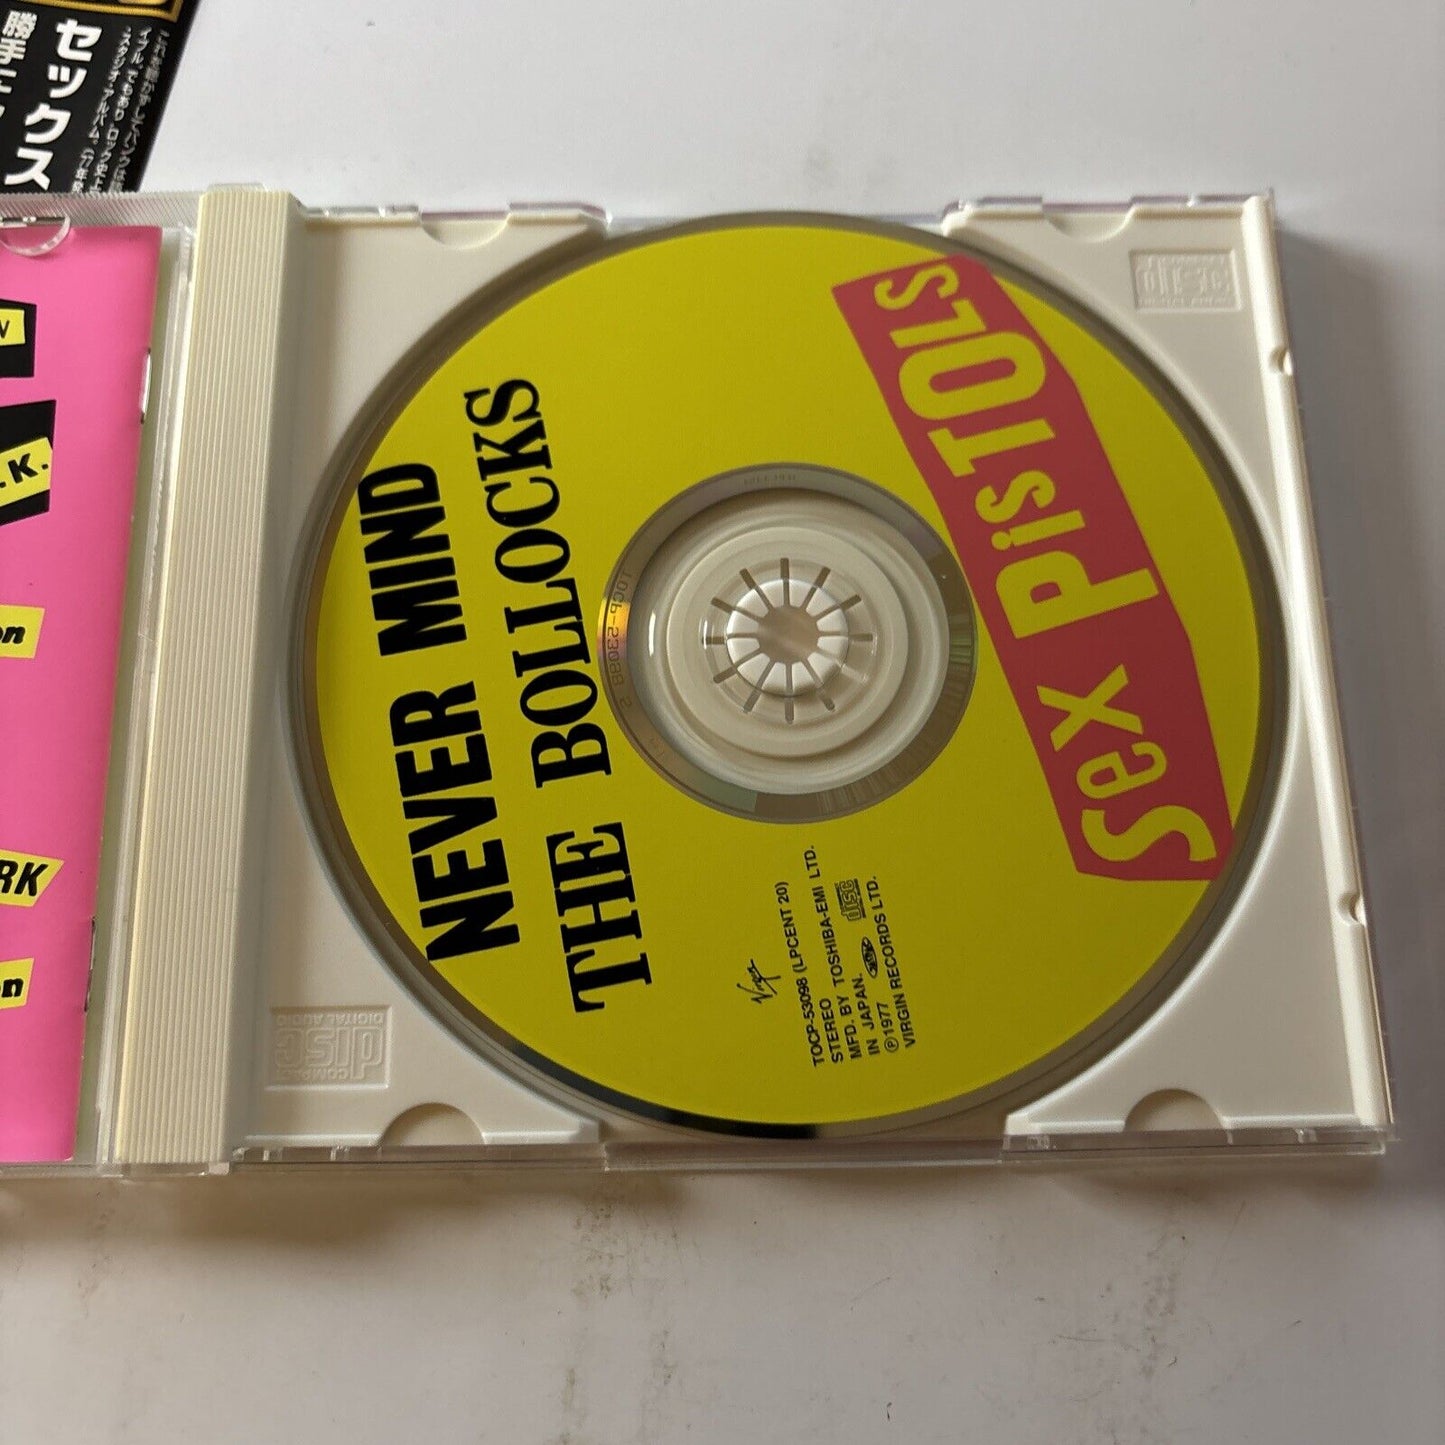 セックス
勝手に
NEVER MIND
THE BOLLOCKS
Sex PisTOLs
TOCP-53098 (LPCENT 20)
STEREO
MFD. BY TOSHIBA-EMI LTD.
IN JAPAN.
℗1977
VIRGIN RECORDS LTD.
Virgin
disc
TOCP-53098
COMPACT
disc
DIGITAL AUDIO
disc
.K.
on
RK
on